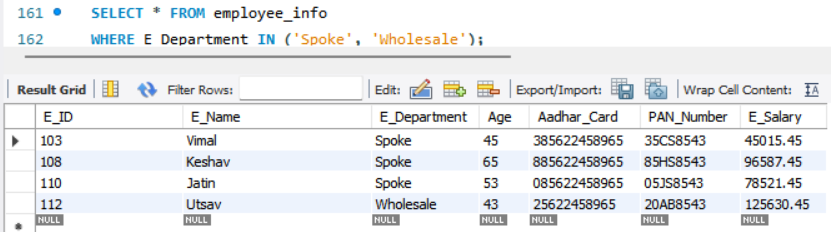 161 SELECT * FROM employee_info
162 WHERE E_Department IN ('Spoke', 'Wholesale');
Result Grid Filter Rows: Edit: Export/Import: Wrap Cell Content: IA
E_ID E_Name E_Department Age Aadhar_Card PAN_Number E_Salary
103 Vimal Spoke 45 385622458965 35CS8543 45015.45
108 Keshav Spoke 65 885622458965 85HS8543 96587.45
110 Jatin Spoke 53 085622458965 05JS8543 78521.45
112 Utsav Wholesale 43 25622458965 20AB8543 125630.45
NULL NULL NULL NULL NULL NULL NULL